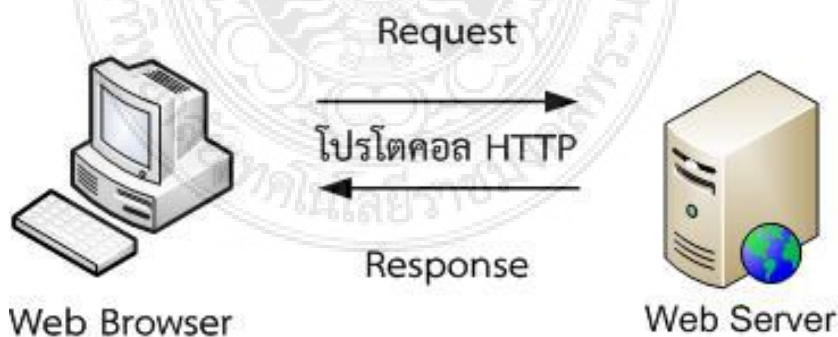 Request
โปรโตคอล HTTP
Response
Web Browser
Web Server